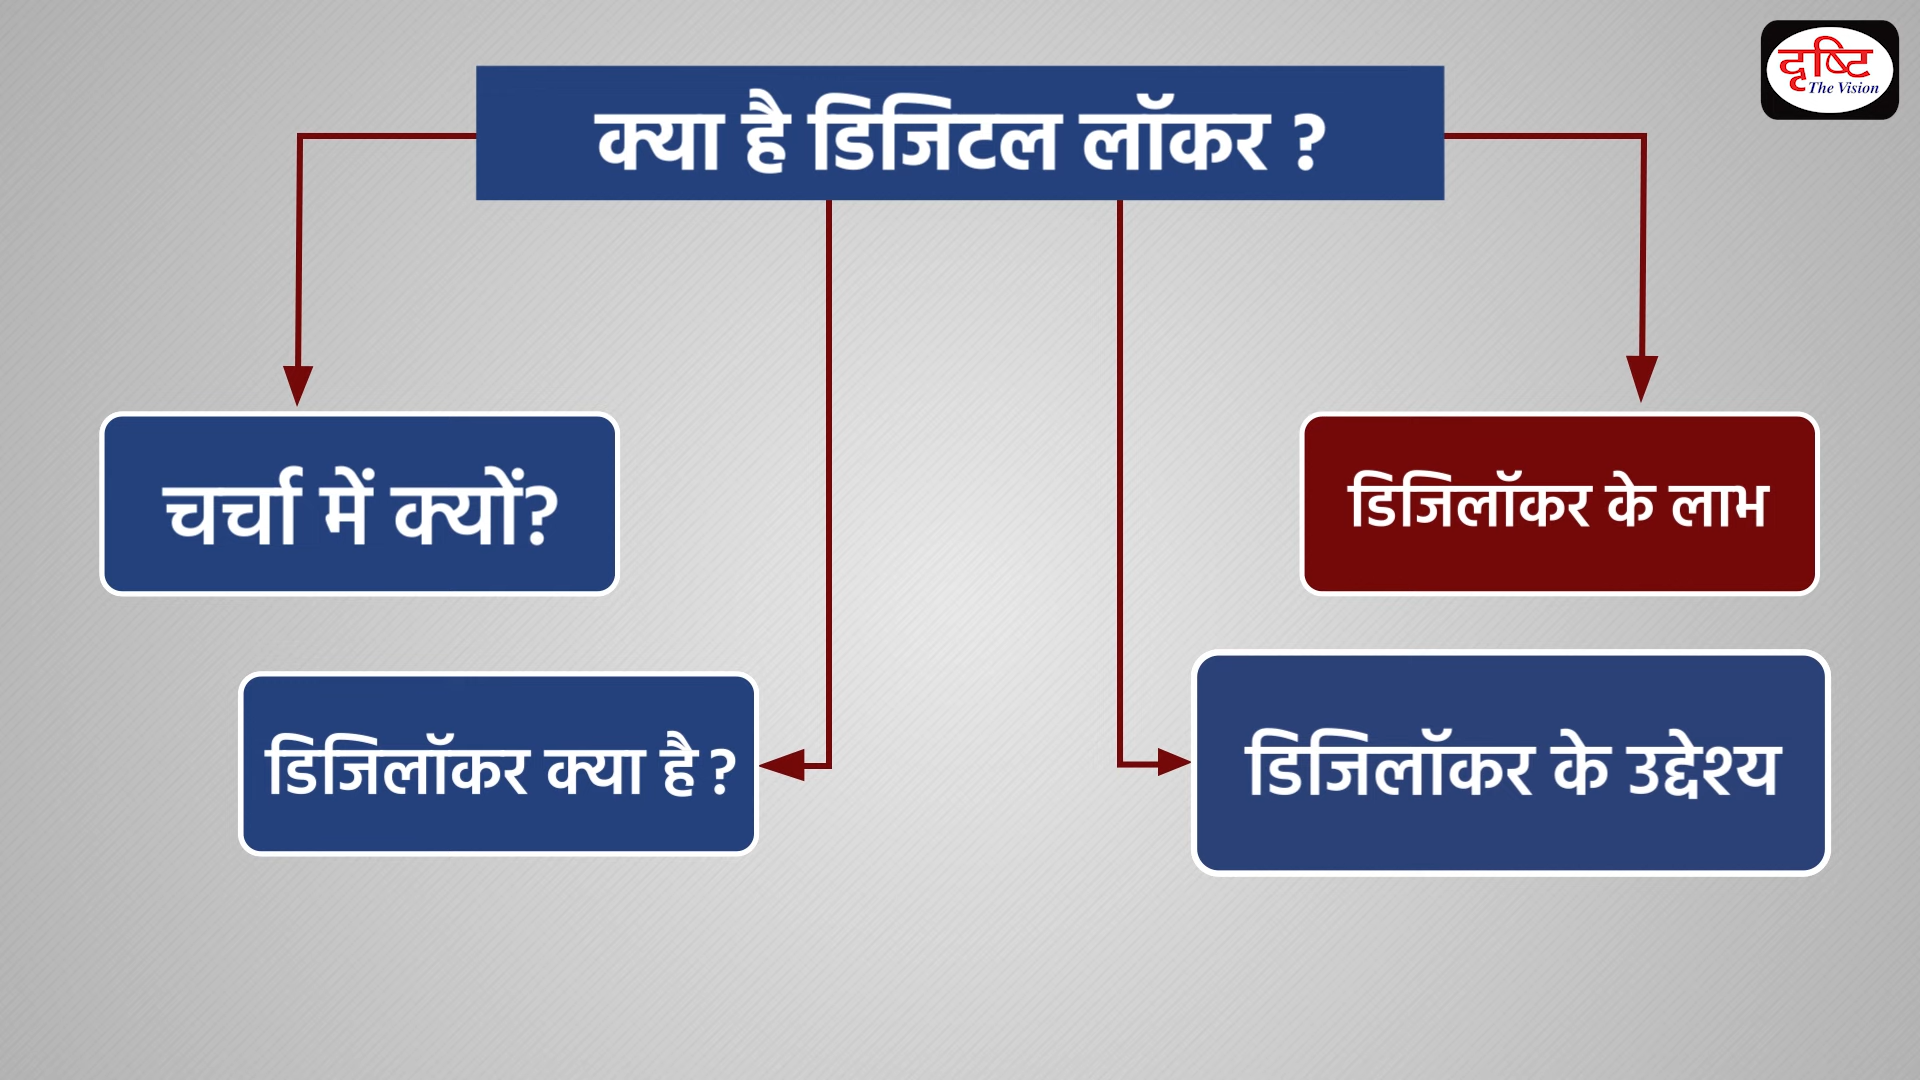 दृष्टि
The Vision
क्या है डिजिटल लॉकर ?
चर्चा में क्यों?
डिजिलॉकर के लाभ
डिजिलॉकर क्या है ?
डिजिलॉकर के उद्देश्य